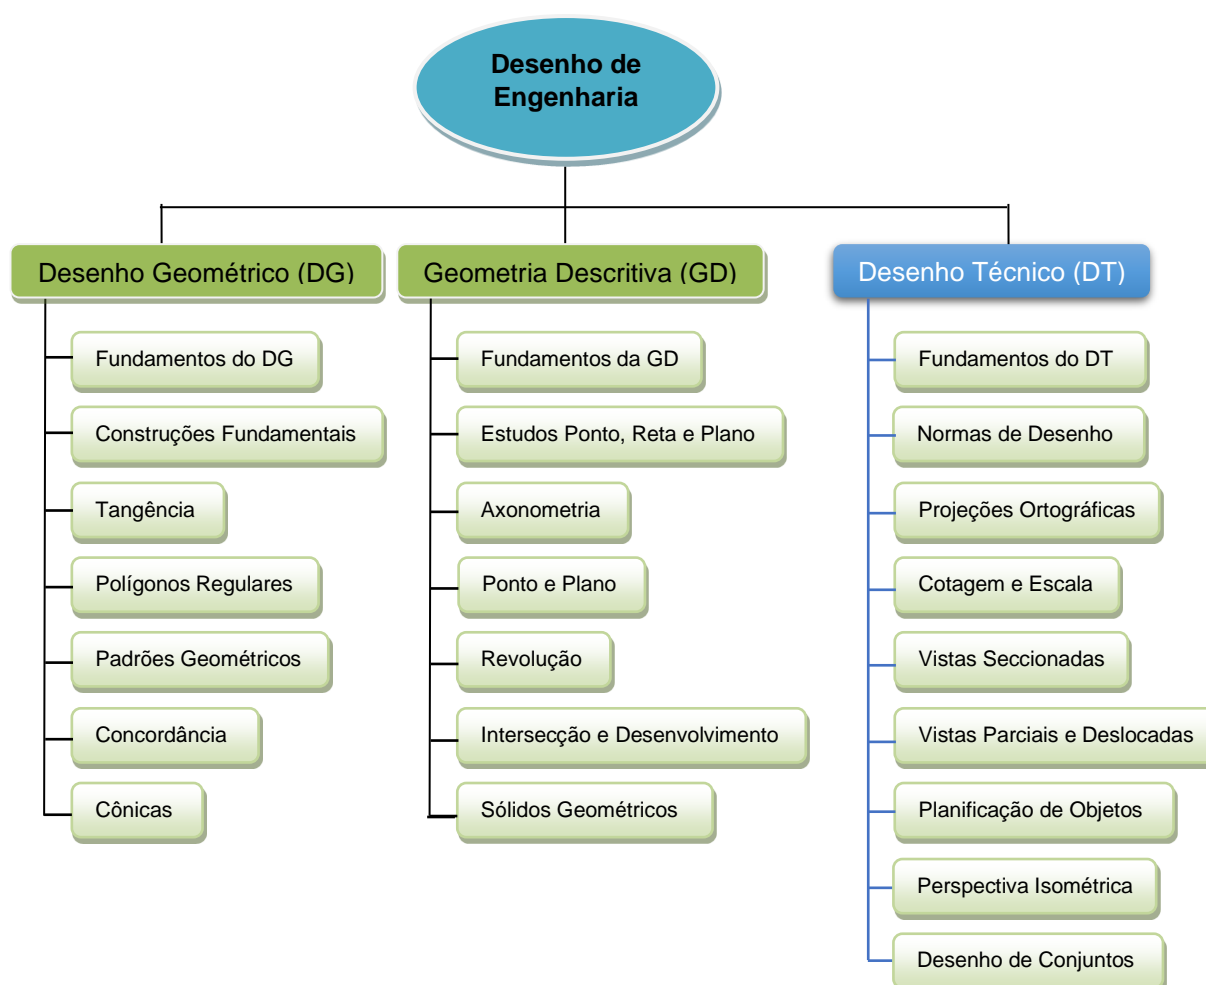 Desenho de
Engenharia
Desenho Geométrico (DG)
Fundamentos do DG
Construções Fundamentais
Tangência
Polígonos Regulares
Padrões Geométricos
Concordância
Cônicas
Geometria Descritiva (GD)
Fundamentos da GD
Estudos Ponto, Reta e Plano
Axonometria
Ponto e Plano
Revolução
Intersecção e Desenvolvimento
Sólidos Geométricos
Desenho Técnico (DT)
Fundamentos do DT
Normas de Desenho
Projeções Ortográficas
Cotagem e Escala
Vistas Seccionadas
Vistas Parciais e Deslocadas
Planificação de Objetos
Perspectiva Isométrica
Desenho de Conjuntos